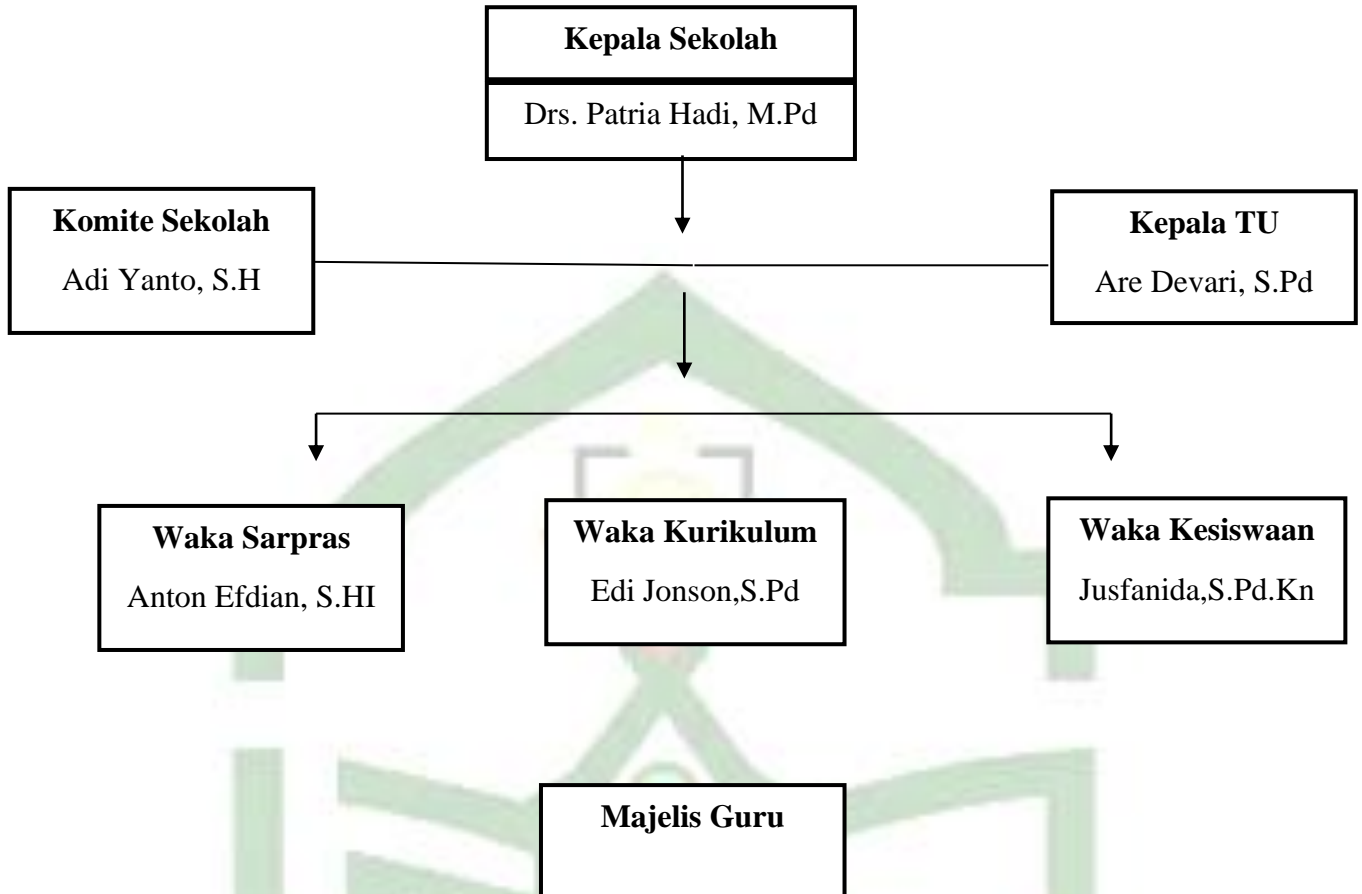 Kepala Sekolah
Drs. Patria Hadi, M.Pd
Komite Sekolah
Adi Yanto, S.H
Kepala TU
Are Devari, S.Pd
Waka Sarpras
Anton Efdian, S.HI
Waka Kurikulum
Edi Jonson,S.Pd
Waka Kesiswaan
Jusfanida,S.Pd.Kn
Majelis Guru